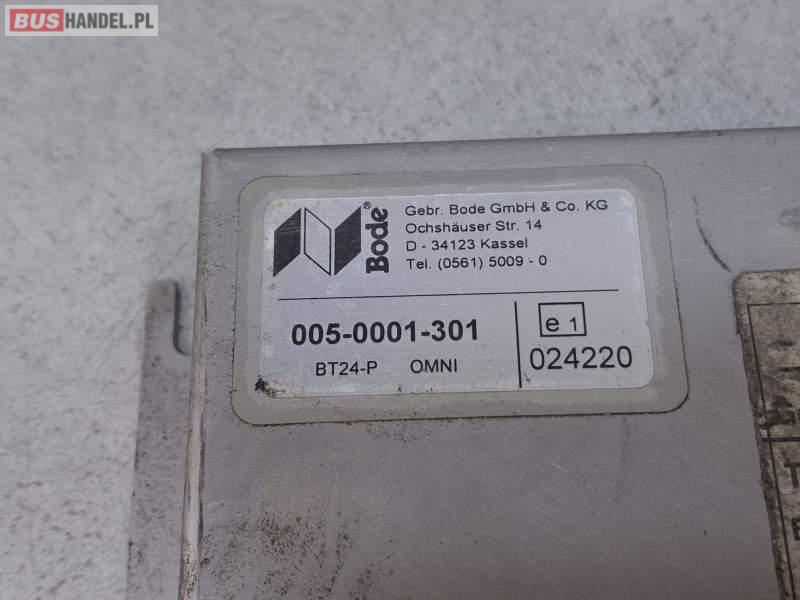 BUSHANDEL.PL
Bode®
Gebr. Bode GmbH & Co. KG
Ochshäuser Str. 14
D - 34123 Kassel
Tel. (0561) 5009 - 0
005-0001-301
BT24-P OMNI
e1
024220